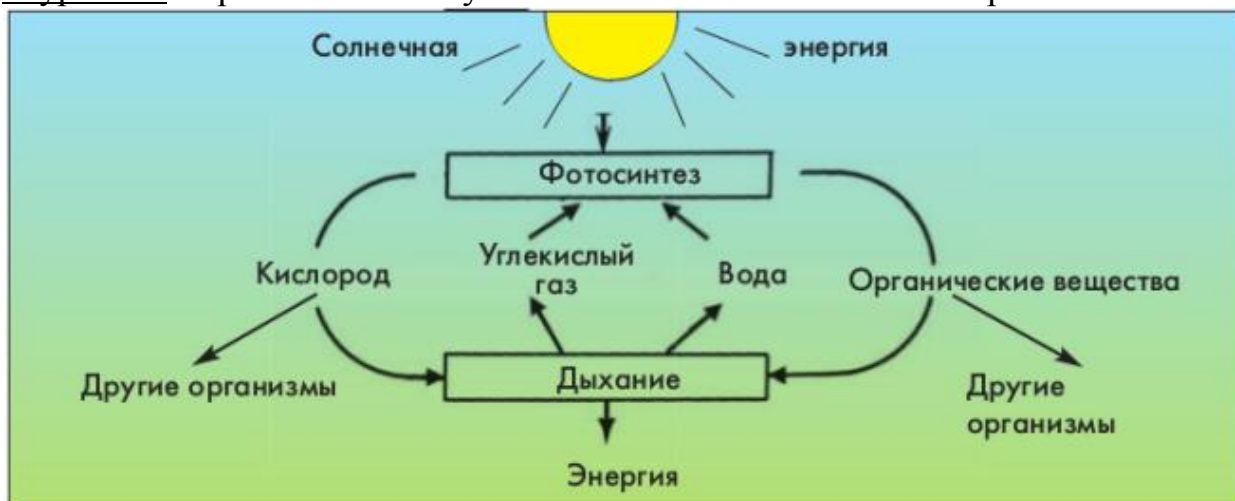 Солнечная энергия
Фотосинтез
Углекислый
газ
Кислород
Вода
Органические вещества
Дыхание
Другие организмы
Другие
организмы
Энергия